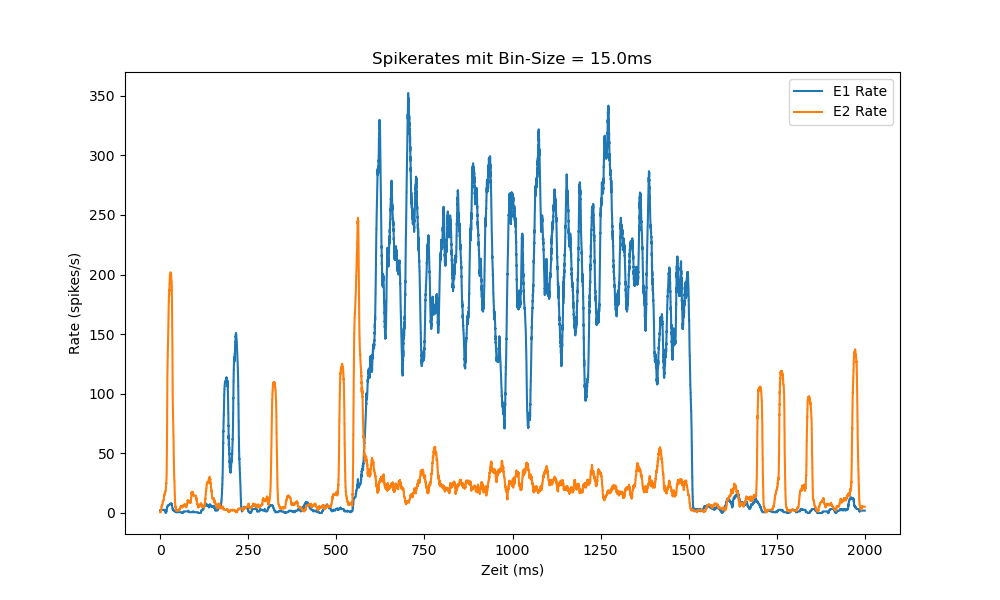 Spikerates mit Bin-Size = 15.0ms
E1 Rate
E2 Rate
350
300
250
200
150
100
50
0
Rate (spikes/s)
0 250 500 750 1000 1250 1500 1750 2000
Zeit (ms)